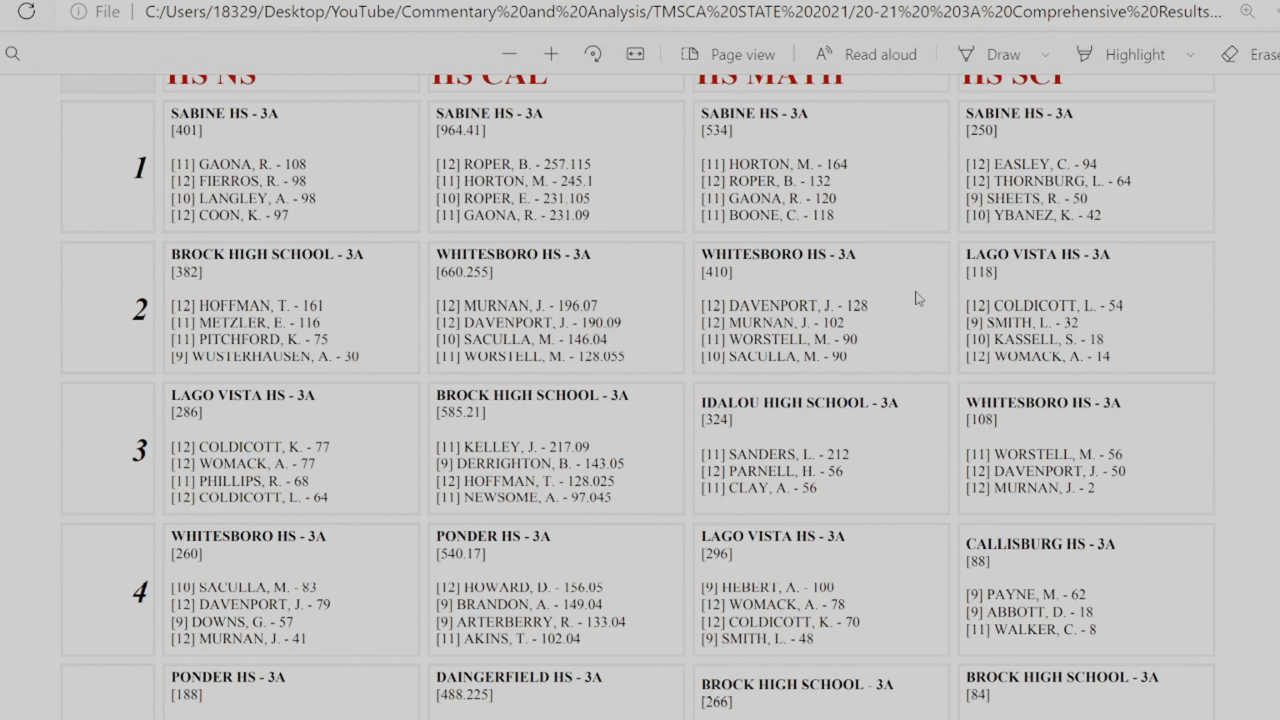 File C:/Users/18329/Desktop/YouTube/Commentary%20and%20Analysis/TMSCA%20STATE%202021/20-21%20%203A%20Comprehensive%20Results...
Page view Read aloud Draw Highlight Eras
HS NS HS CAL HS MATH HS SCI
1
SABINE HS - 3A
[401]
[11] GAONA, R. - 108
[12] FIERROS, R. - 98
[10] LANGLEY, A. - 98
[12] COON, K. - 97
SABINE HS - 3A
[964.41]
[12] ROPER, B. - 257.115
[11] HORTON, M. - 245.1
[10] ROPER, E. - 231.105
[11] GAONA, R. - 231.09
SABINE HS - 3A
[534]
[11] HORTON, M. - 164
[12] ROPER, B. - 132
[11] GAONA, R. - 120
[11] BOONE, C. - 118
SABINE HS - 3A
[250]
[12] EASLEY, C. - 94
[12] THORNBURG, L. - 64
[9] SHEETS, R. - 50
[10] YBANEZ, K. - 42
2
BROCK HIGH SCHOOL - 3A
[382]
[12] HOFFMAN, T. - 161
[11] METZLER, E. - 116
[11] PITCHFORD, K. - 75
[9] WUSTERHAUSEN, A. - 30
WHITESBORO HS - 3A
[660.255]
[12] MURNAN, J. - 196.07
[12] DAVENPORT, J. - 190.09
[10] SACULLA, M. - 146.04
[11] WORSTELL, M. - 128.055
WHITESBORO HS - 3A
[410]
[12] DAVENPORT, J. - 128
[12] MURNAN, J. - 102
[11] WORSTELL, M. - 90
[10] SACULLA, M. - 90
LAGO VISTA HS - 3A
[118]
[12] COLDICOTT, L. - 54
[9] SMITH, L. - 32
[10] KASSELL, S. - 18
[12] WOMACK, A. - 14
3
LAGO VISTA HS - 3A
[286]
[12] COLDICOTT, K. - 77
[12] WOMACK, A. - 77
[11] PHILLIPS, R. - 68
[12] COLDICOTT, L. - 64
BROCK HIGH SCHOOL - 3A
[585.21]
[11] KELLEY, J. - 217.09
[9] DERRIGHTON, B. - 143.05
[12] HOFFMAN, T. - 128.025
[11] NEWSOME, A. - 97.045
IDALOU HIGH SCHOOL - 3A
[324]
[11] SANDERS, L. - 212
[12] PARNELL, H. - 56
[11] CLAY, A. - 56
WHITESBORO HS - 3A
[108]
[11] WORSTELL, M. - 56
[12] DAVENPORT, J. - 50
[12] MURNAN, J. - 2
4
WHITESBORO HS - 3A
[260]
[10] SACULLA, M. - 83
[12] DAVENPORT, J. - 79
[9] DOWNS, G. - 57
[12] MURNAN, J. - 41
PONDER HS - 3A
[540.17]
[12] HOWARD, D. - 156.05
[9] BRANDON, A. - 149.04
[9] ARTERBERRY, R. - 133.04
[11] AKINS, T. - 102.04
LAGO VISTA HS - 3A
[296]
[9] HEBERT, A. - 100
[12] WOMACK, A. - 78
[12] COLDICOTT, K. - 70
[9] SMITH, L. - 48
CALLISBURG HS - 3A
[88]
[9] PAYNE, M. - 62
[9] ABBOTT, D. - 18
[11] WALKER, C. - 8
PONDER HS - 3A
[188]
DAINGERFIELD HS - 3A
[488.225]
BROCK HIGH SCHOOL - 3A
[266]
BROCK HIGH SCHOOL - 3A
[84]